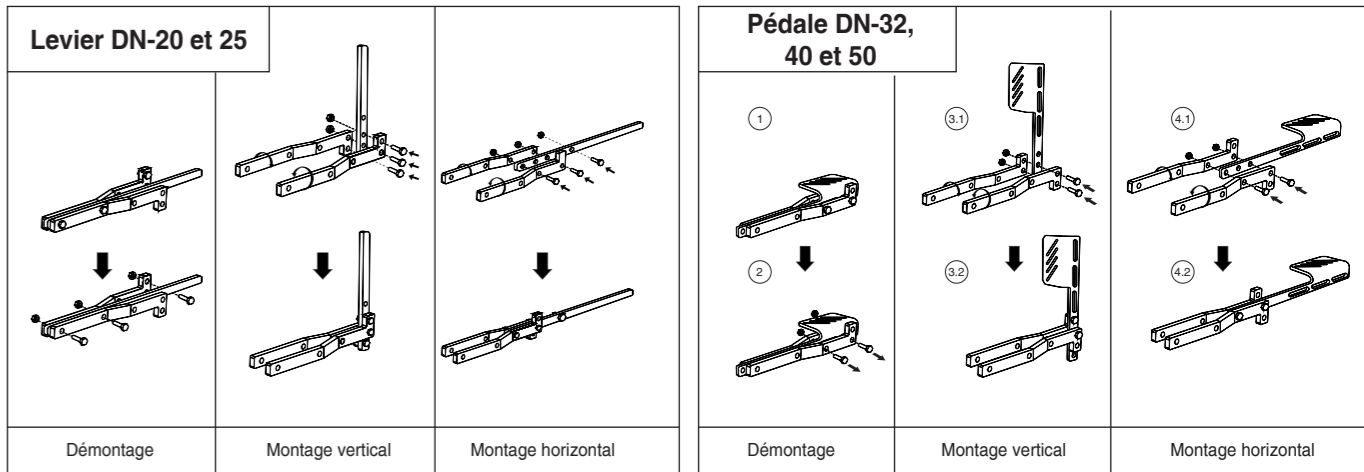 Levier DN-20 et 25
Démontage
Montage vertical
Montage horizontal
Pédale DN-32,
40 et 50
1
2
3.1
3.2
4.1
4.2
Démontage
Montage vertical
Montage horizontal